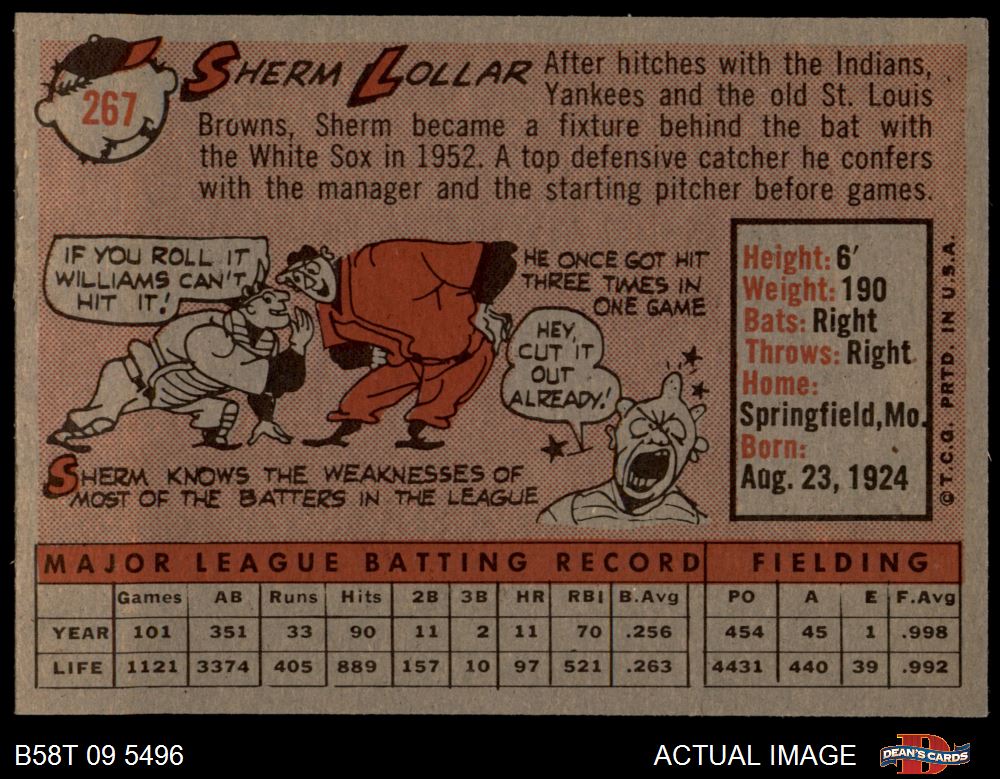 267
SHERM LOLLAR After hitches with the Indians,
Yankees and the old St. Louis
Browns, Sherm became a fixture behind the bat with
the White Sox in 1952. A top defensive catcher he confers
with the manager and the starting pitcher before games.
IF YOU ROLL IT
WILLIAMS CAN'T
HIT IT!
HE ONCE GOT HIT
THREE TIMES IN
ONE GAME
HEY,
CUT IT
OUT
ALREADY!
SHERM KNOWS THE WEAKNESSES OF
MOST OF THE BATTERS IN THE LEAGUE
Height: 6'
Weight: 190
Bats: Right
Throws: Right
Home:
Springfield, Mo.
Born:
Aug. 23, 1924
© T.C.G. PRTD. IN U.S.A.
MAJOR LEAGUE BATTING RECORD FIELDING
Games AB Runs Hits 2B 3B HR RBI B.Avg PO A E F.Avg
YEAR 101 351 33 90 11 2 11 70 .256 454 45 1 .998
LIFE 1121 3374 405 889 157 10 97 521 .263 4431 440 39 .992
B58T 09 5496 ACTUAL IMAGE DEAN'S CARDS